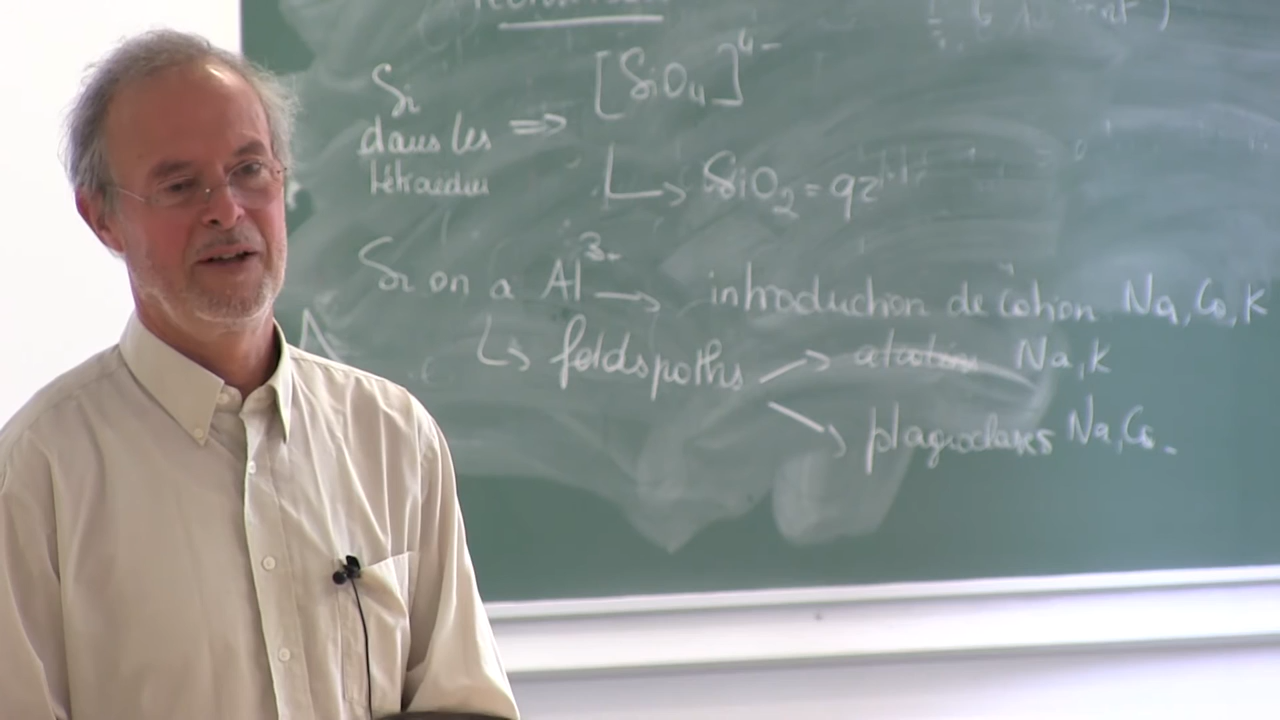 Si
dans les => [SiO4]4-
tétraèdres
↳ SiO2 = qz
Si on a Al3+ → introduction de cation Na, Ca, K
↳ feldspaths → alcalins Na, K
→ plagioclases Na, Ca.